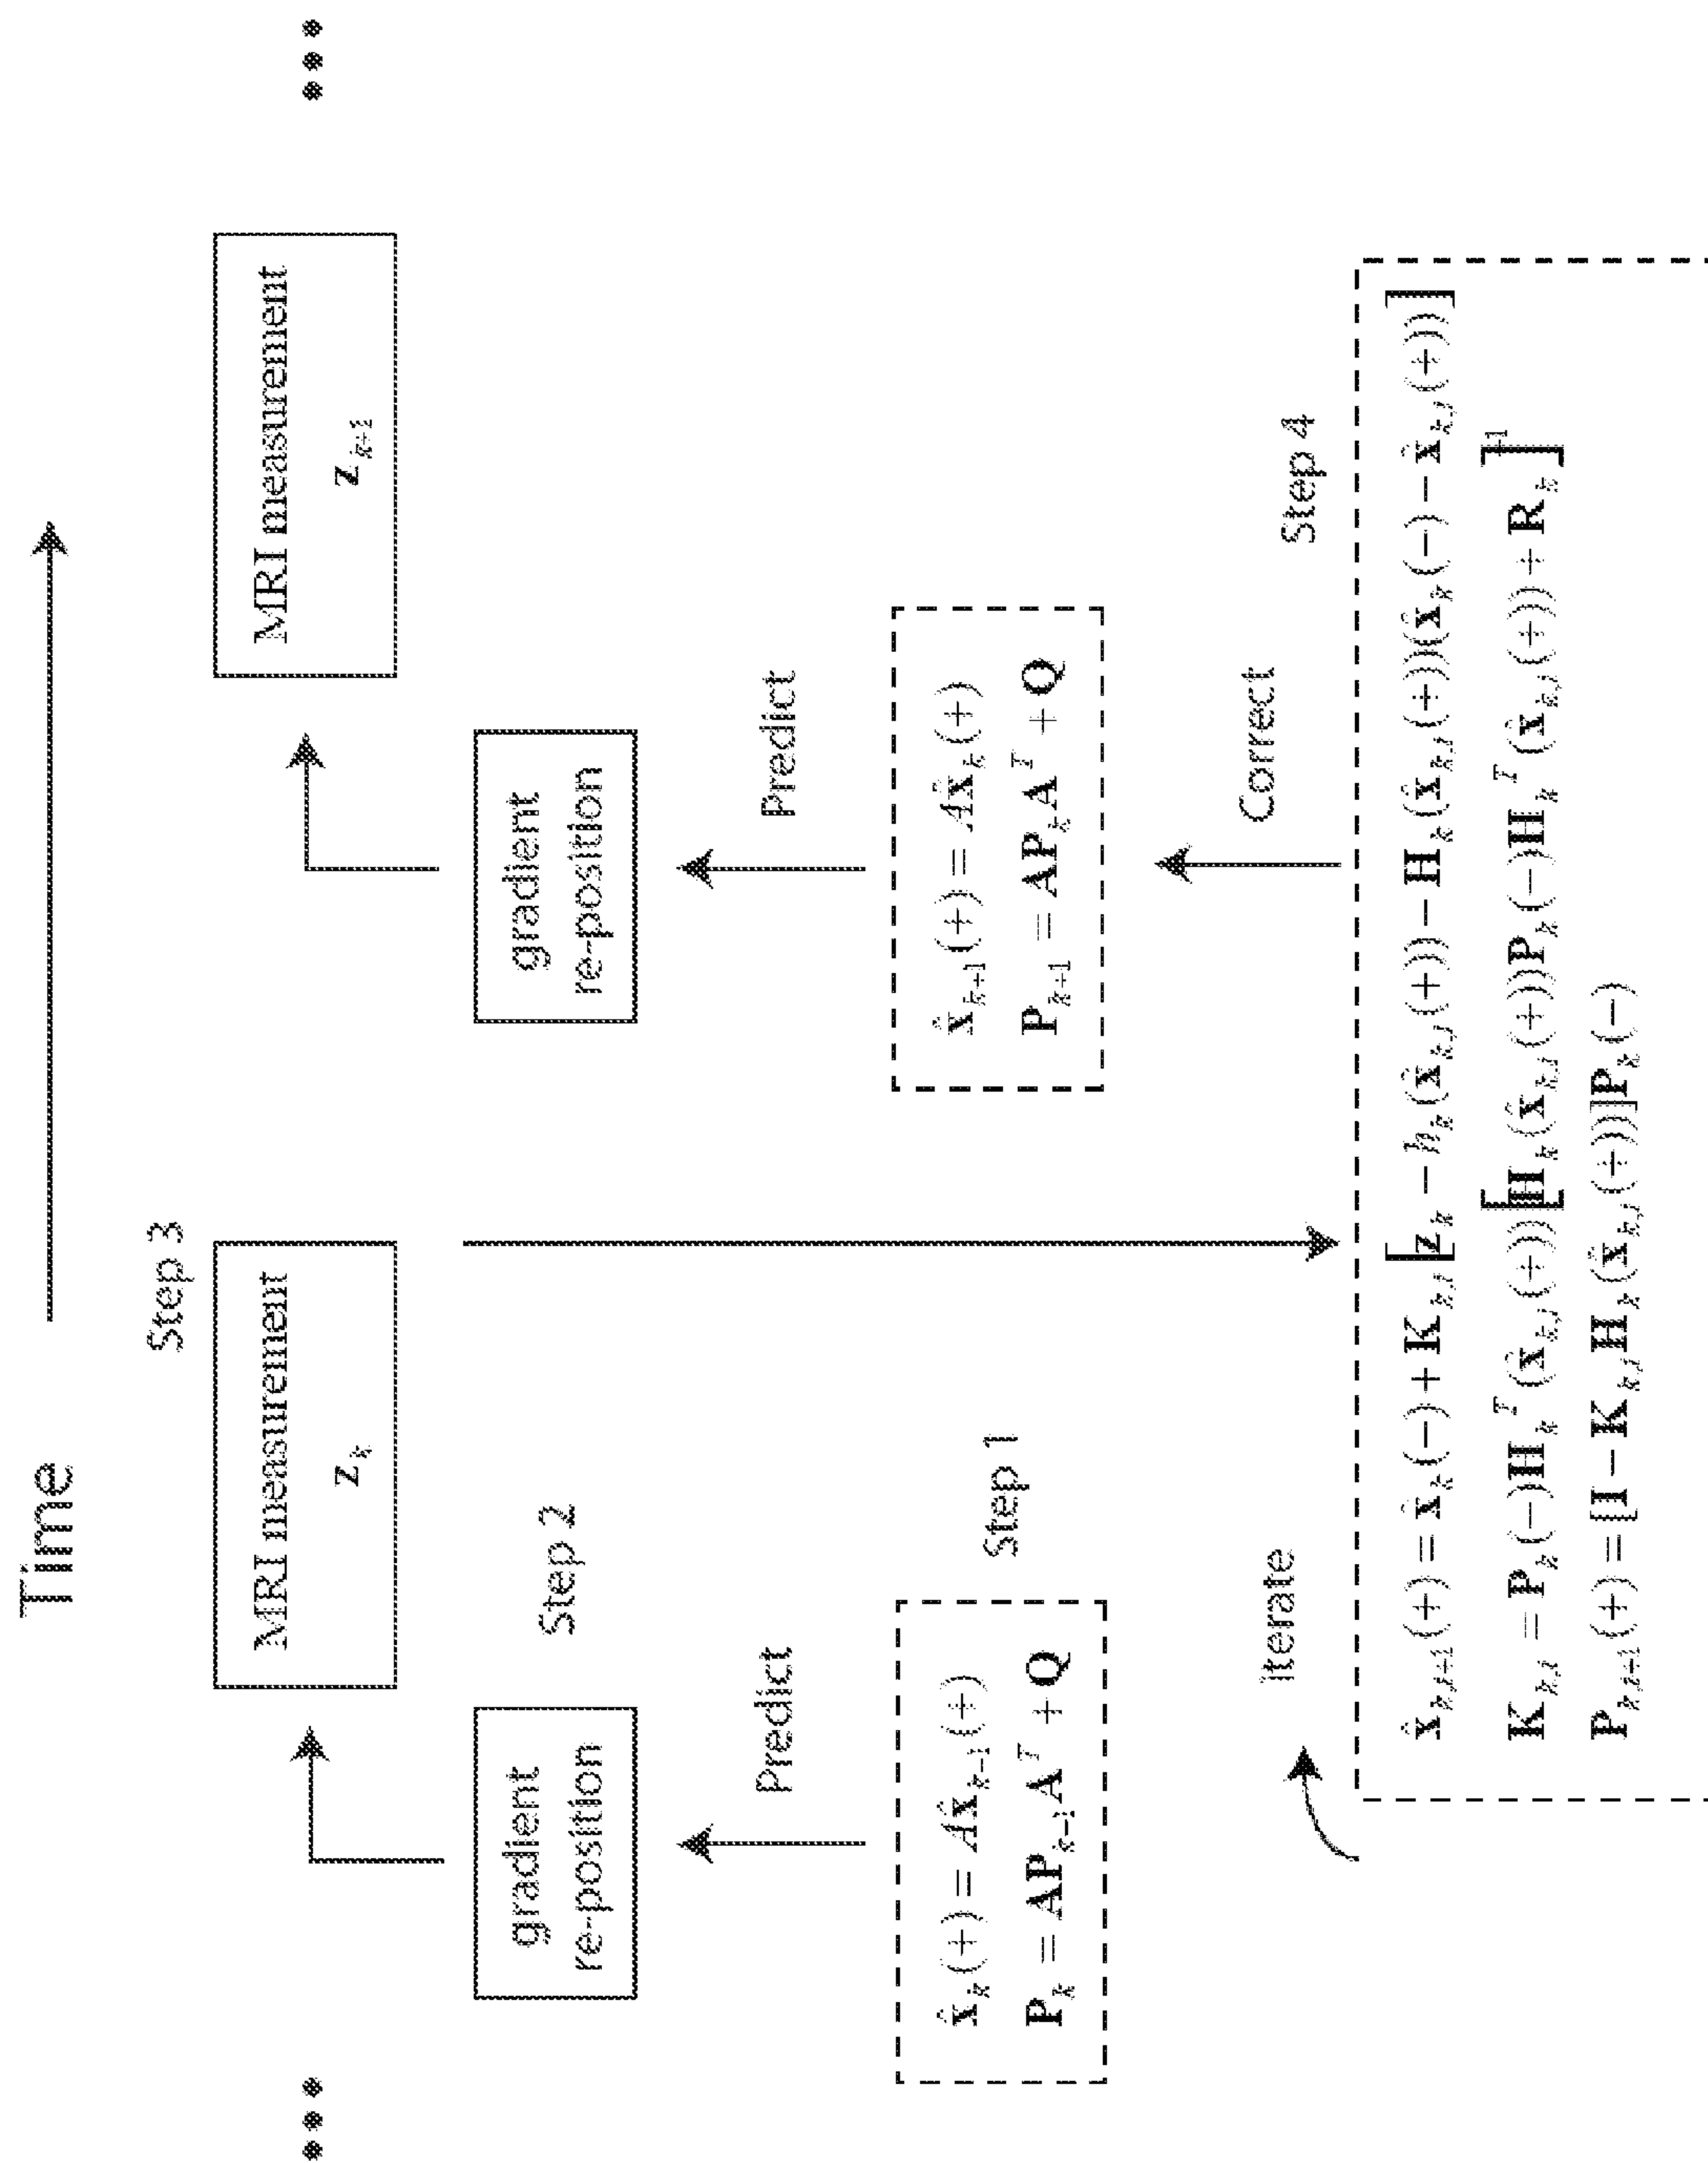 Time
Step 3
MRI measurement
z_k
MRI measurement
z_{k+1}
•••
•••
gradient
re-position
Step 2
gradient
re-position
Predict
Predict
x̂_k(+) = Ax̂_{k-1}(+)
P_k = AP_{k-1}A^T + Q
Step 1
x̂_{k+1}(+) = Ax̂_k(+)
P_{k+1} = AP_kA^T + Q
Iterate
Correct
Step 4
x̂_{k,i+1}(+) = x̂_k(−) + K_{k,i}[z_k − h_k(x̂_{k,i}(+)) − H_k(x̂_{k,i}(+))(x̂_k(−) − x̂_{k,i}(+))]
K_{k,i} = P_k(−)H_k^T(x̂_{k,i}(+))[H_k(x̂_{k,i}(+))P_k(−)H_k^T(x̂_{k,i}(+)) + R_k]^{-1}
P_{k,i+1}(+) = [I − K_{k,i}H_k(x̂_{k,i}(+))]P_k(−)